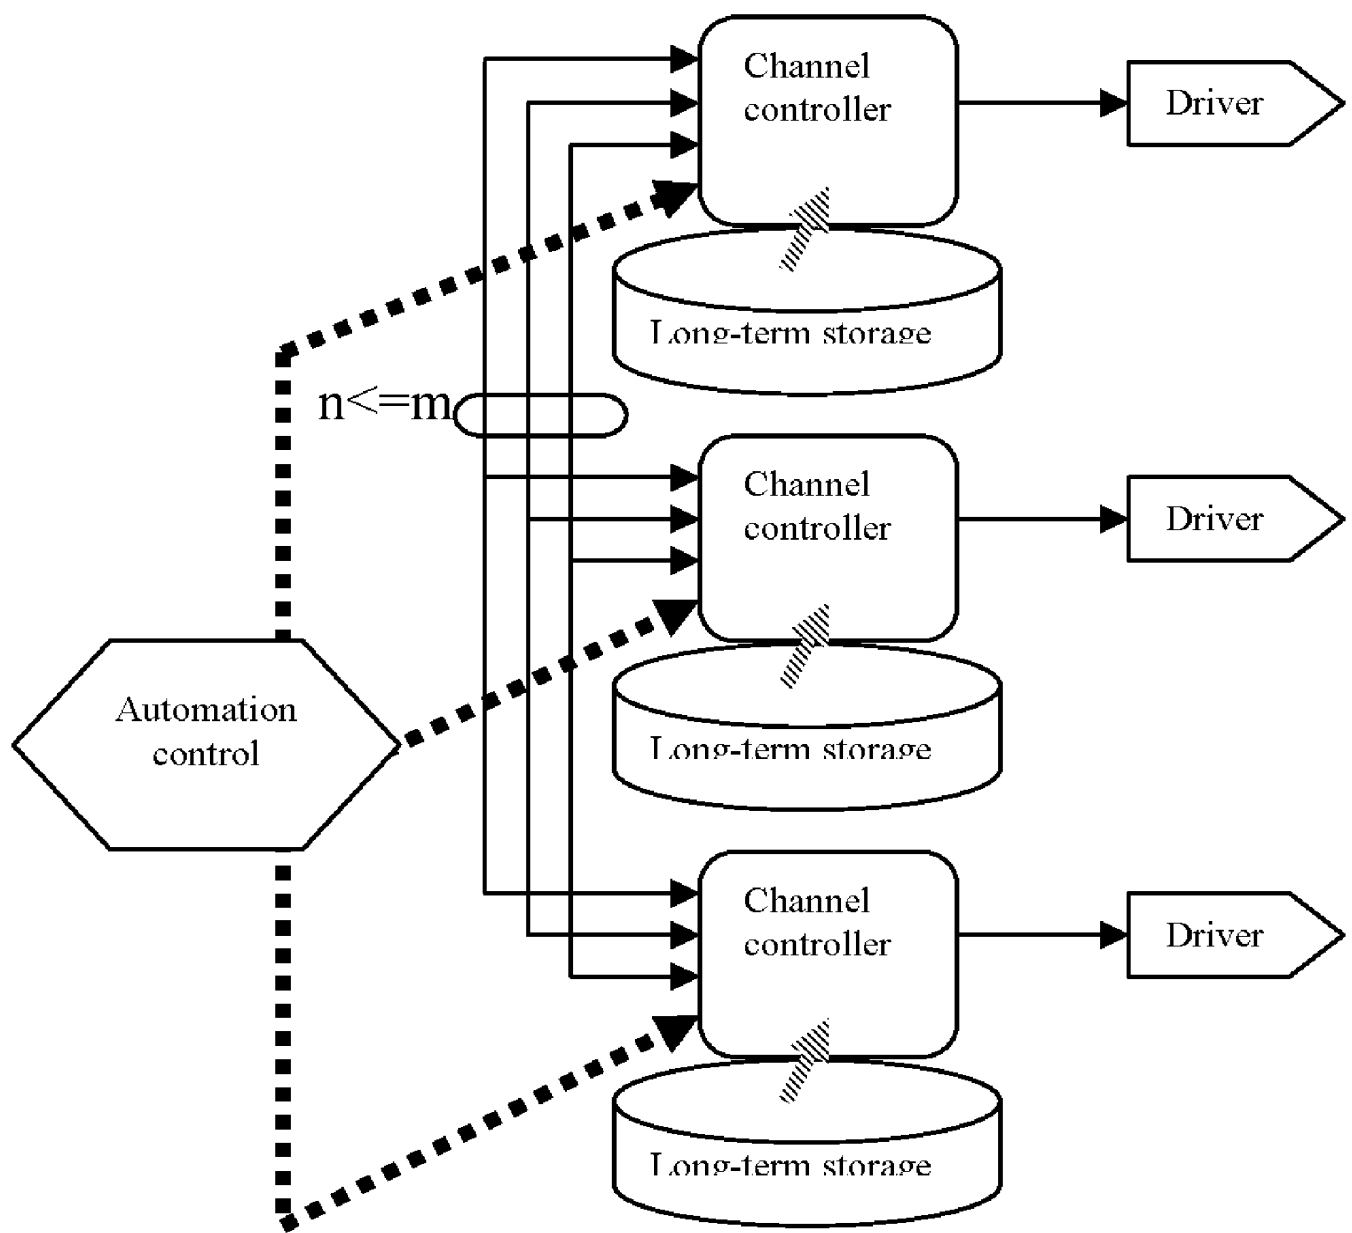 Channel
controller
Driver
Long-term storage
n<=m
Channel
controller
Driver
Long-term storage
Automation
control
Channel
controller
Driver
Long-term storage